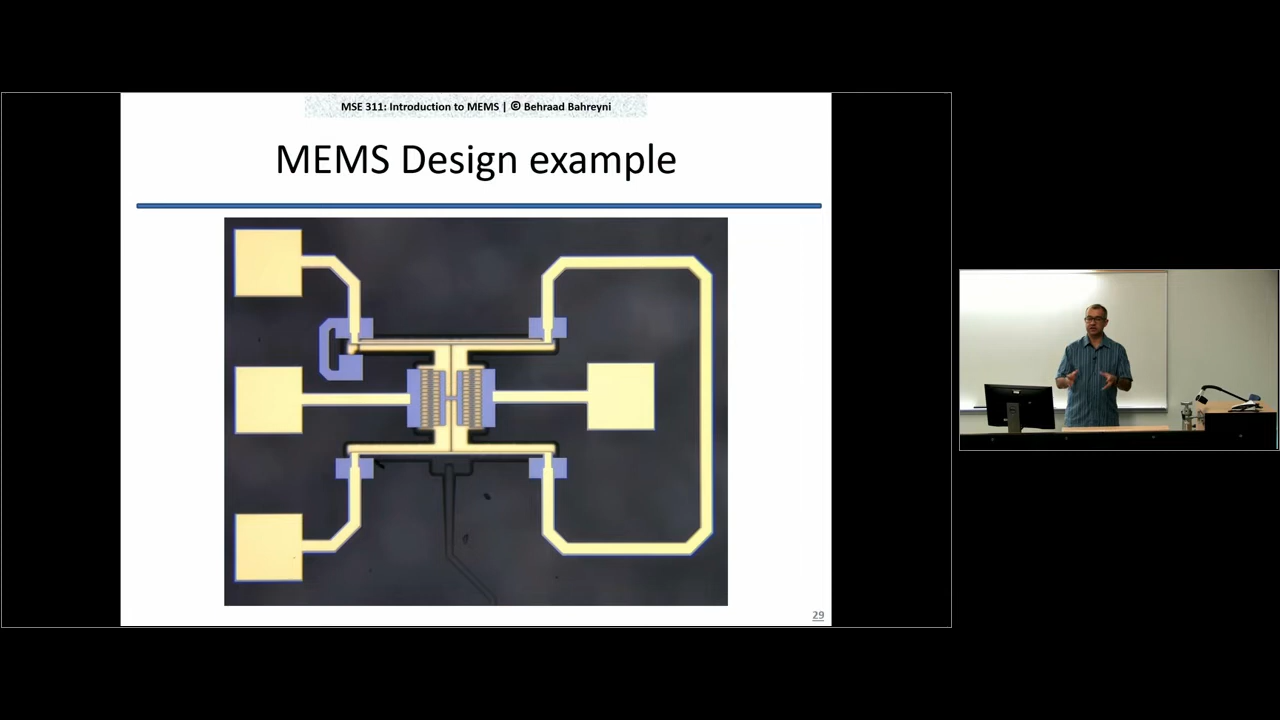 MSE 311: Introduction to MEMS | © Behraad Bahreyni
MEMS Design example
29